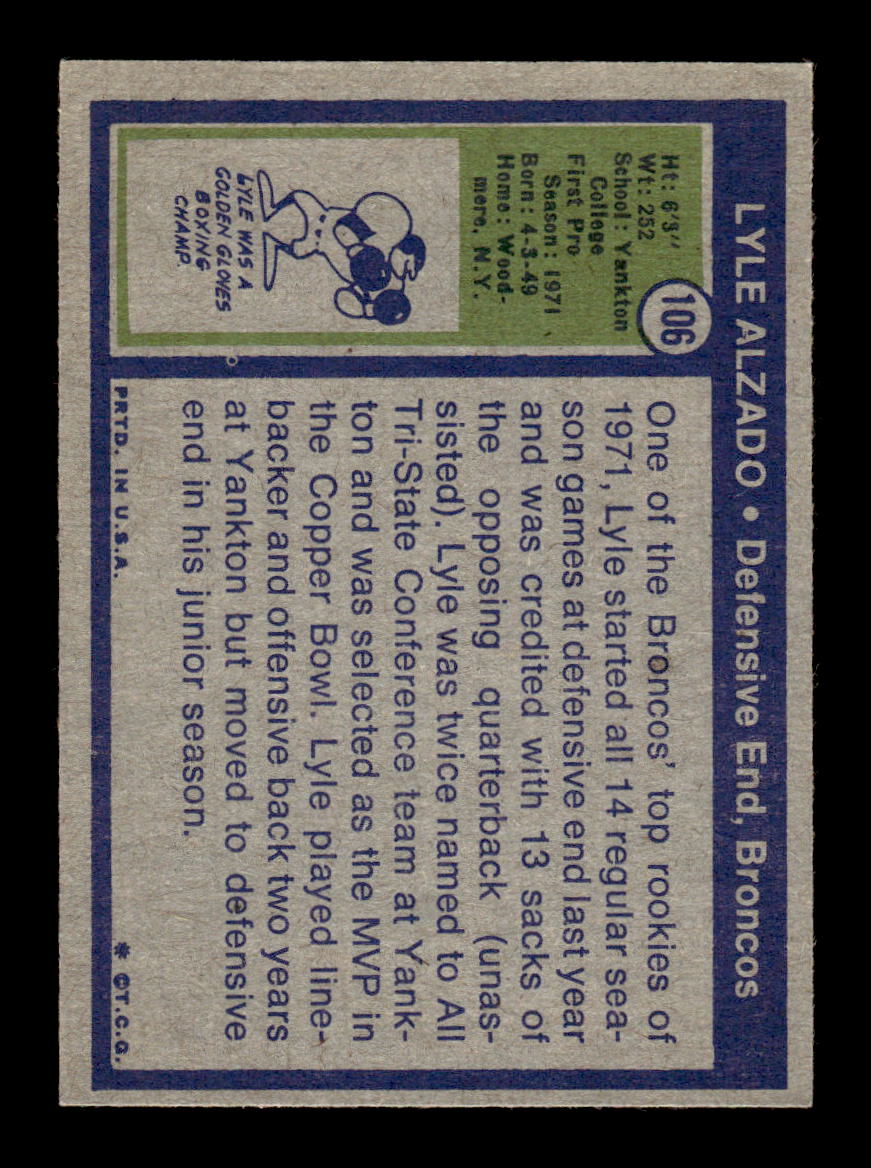 LYLE ALZADO • Defensive End, Broncos
106
Ht: 6'3"
Wt: 252
School: Yankton
College
First Pro
Season: 1971
Born: 4-3-49
Home: Wood-
mere, N.Y.
LYLE WAS A
GOLDEN GLOVES
BOXING
CHAMP.
One of the Broncos' top rookies of
1971, Lyle started all 14 regular sea-
son games at defensive end last year
and was credited with 13 sacks of
the opposing quarterback (unas-
sisted). Lyle was twice named to All
Tri-State Conference team at Yank-
ton and was selected as the MVP in
the Copper Bowl. Lyle played line-
backer and offensive back two years
at Yankton but moved to defensive
end in his junior season.
PRTD. IN U.S.A.
* ©T.C.G.